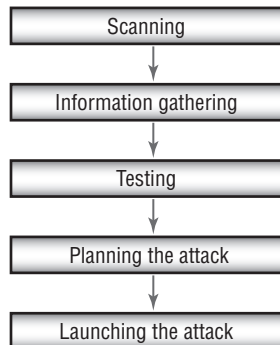 Scanning
Information gathering
Testing
Planning the attack
Launching the attack